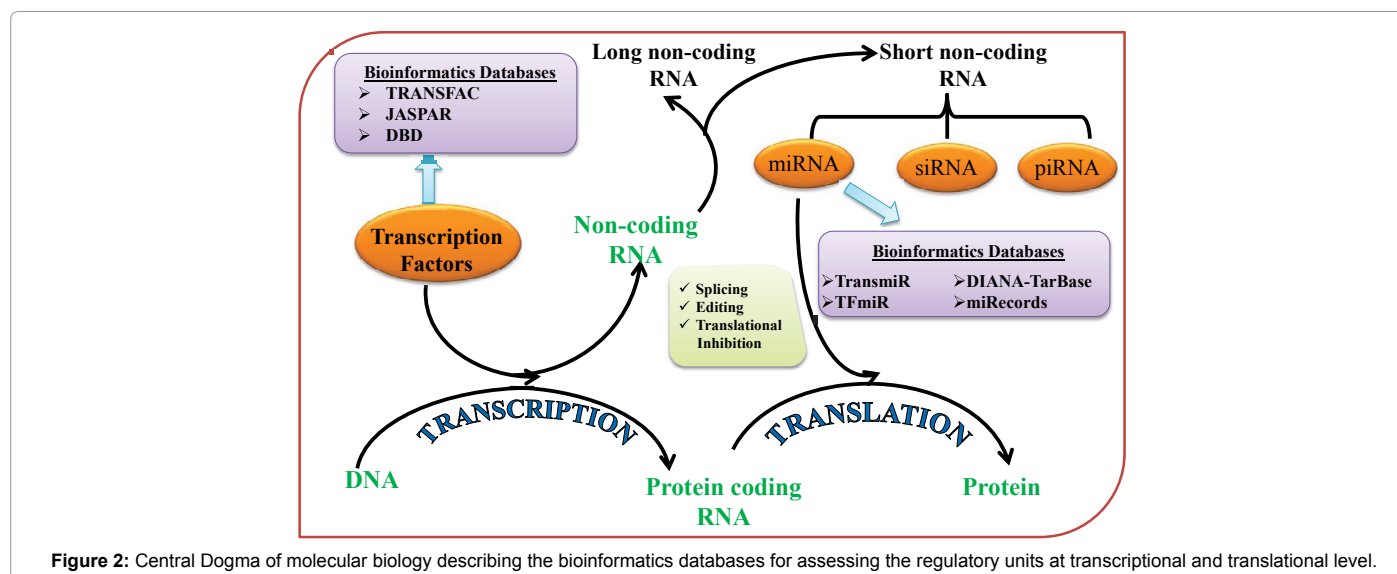 Bioinformatics Databases
TRANSFAC
JASPAR
DBD
Long non-coding
RNA
Short non-coding
RNA
miRNA
siRNA
piRNA
Transcription
Factors
Non-coding
RNA
Bioinformatics Databases
TransmiR
DIANA-TarBase
TFmiR
miRecords
Splicing
Editing
Translational
Inhibition
TRANSCRIPTION
TRANSLATION
DNA
Protein coding
RNA
Protein
Figure 2: Central Dogma of molecular biology describing the bioinformatics databases for assessing the regulatory units at transcriptional and translational level.